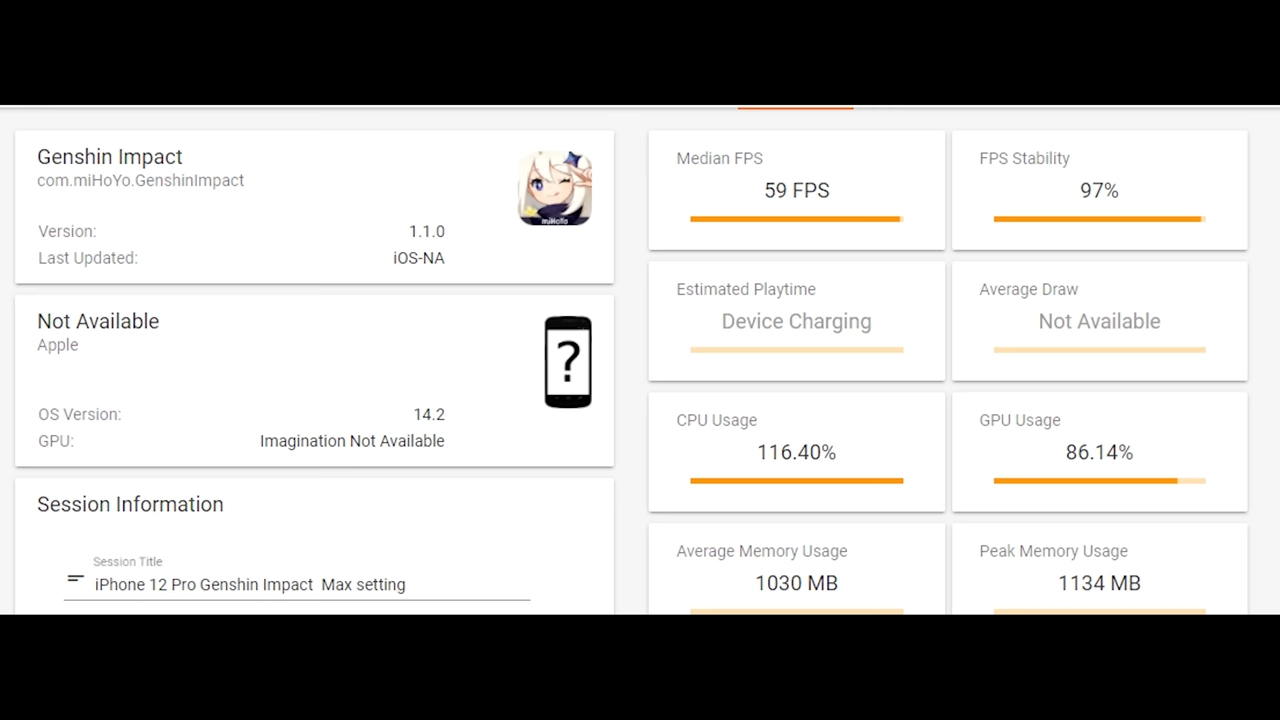 Genshin Impact
com.miHoYo.GenshinImpact
miHoYo
Version: 1.1.0
Last Updated: iOS-NA
Not Available
Apple
?
OS Version: 14.2
GPU: Imagination Not Available
Session Information
Session Title
iPhone 12 Pro Genshin Impact  Max setting
Median FPS
59 FPS
FPS Stability
97%
Estimated Playtime
Device Charging
Average Draw
Not Available
CPU Usage
116.40%
GPU Usage
86.14%
Average Memory Usage
1030 MB
Peak Memory Usage
1134 MB